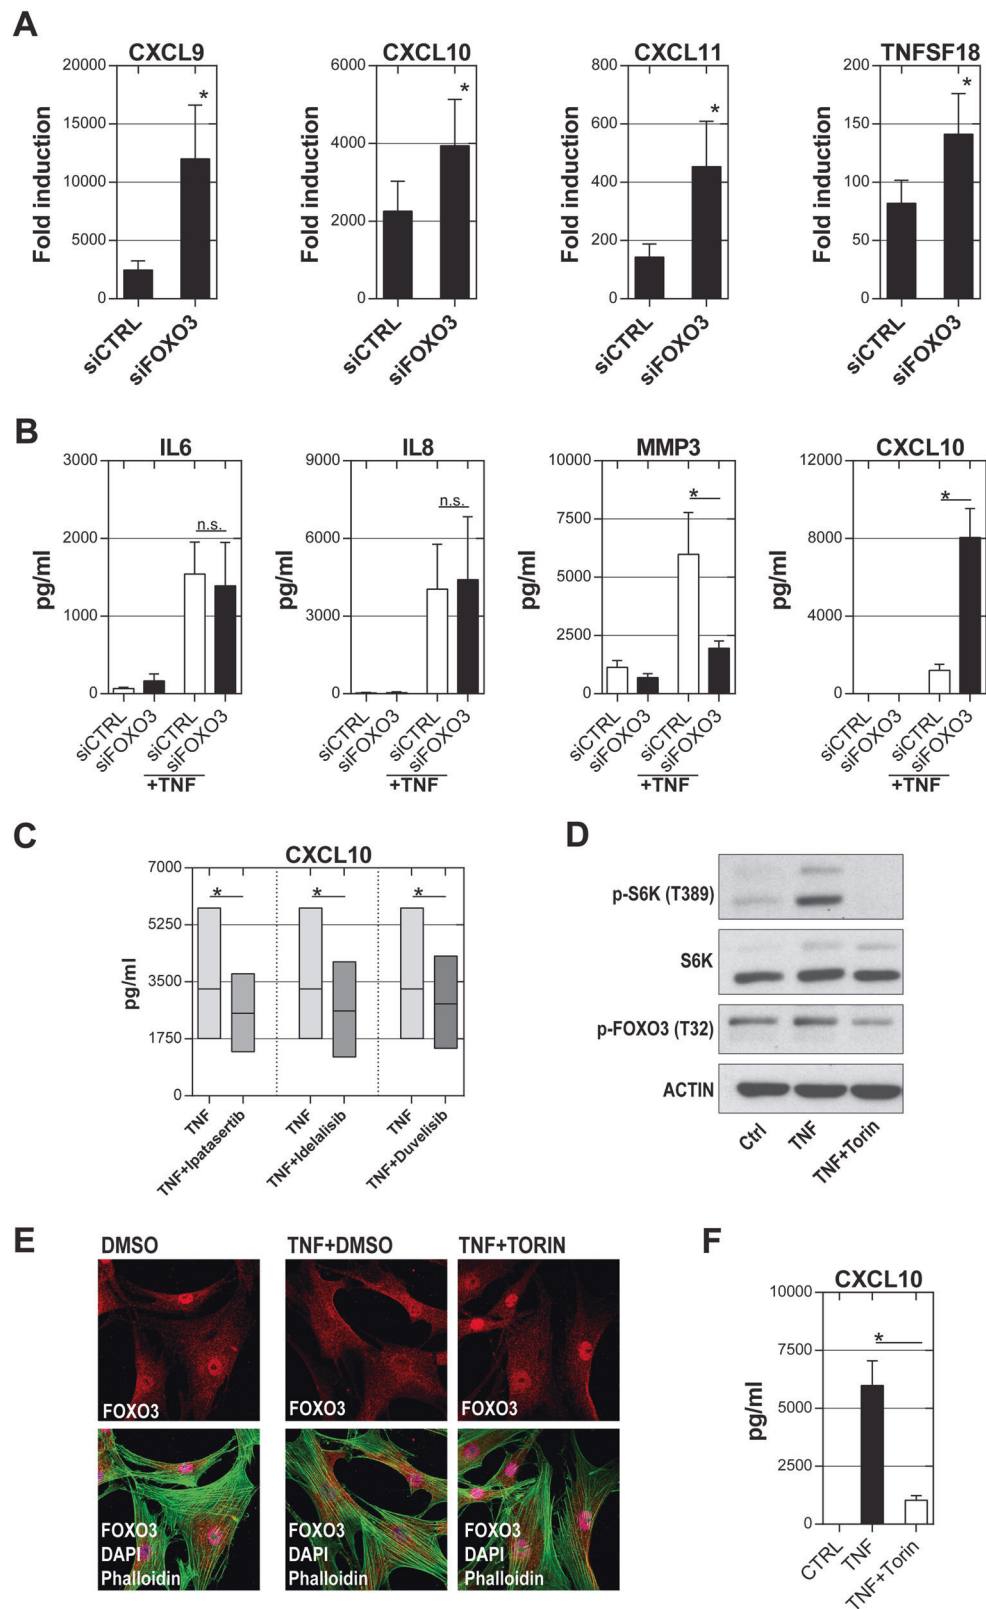 A
CXCL9 CXCL10 CXCL11 TNFSF18
20000 15000 10000 5000 0
Fold induction
siCTRL siFOXO3
*
6000 4000 2000 0
Fold induction
siCTRL siFOXO3
*
800 600 400 200 0
Fold induction
siCTRL siFOXO3
*
200 150 100 50 0
Fold induction
siCTRL siFOXO3
*
B
IL6 IL8 MMP3 CXCL10
3000 2000 1000 0
pg/ml
n.s.
siCTRL siFOXO3 siCTRL siFOXO3
+TNF
9000 6000 3000 0
pg/ml
n.s.
siCTRL siFOXO3 siCTRL siFOXO3
+TNF
10000 7500 5000 2500 0
pg/ml
*
siCTRL siFOXO3 siCTRL siFOXO3
+TNF
12000 8000 4000 0
pg/ml
*
siCTRL siFOXO3 siCTRL siFOXO3
+TNF
C
CXCL10
7000 5250 3500 1750 0
pg/ml
* * *
TNF TNF+Ipatasertib TNF TNF+Idelalisib TNF TNF+Duvelisib
D
p-S6K (T389)
S6K
p-FOXO3 (T32)
ACTIN
Ctrl TNF TNF+Torin
E
DMSO TNF+DMSO TNF+TORIN
FOXO3 FOXO3 FOXO3
FOXO3 FOXO3 FOXO3
DAPI DAPI DAPI
Phalloidin Phalloidin Phalloidin
F
CXCL10
10000 7500 5000 2500 0
pg/ml
*
CTRL TNF TNF+Torin